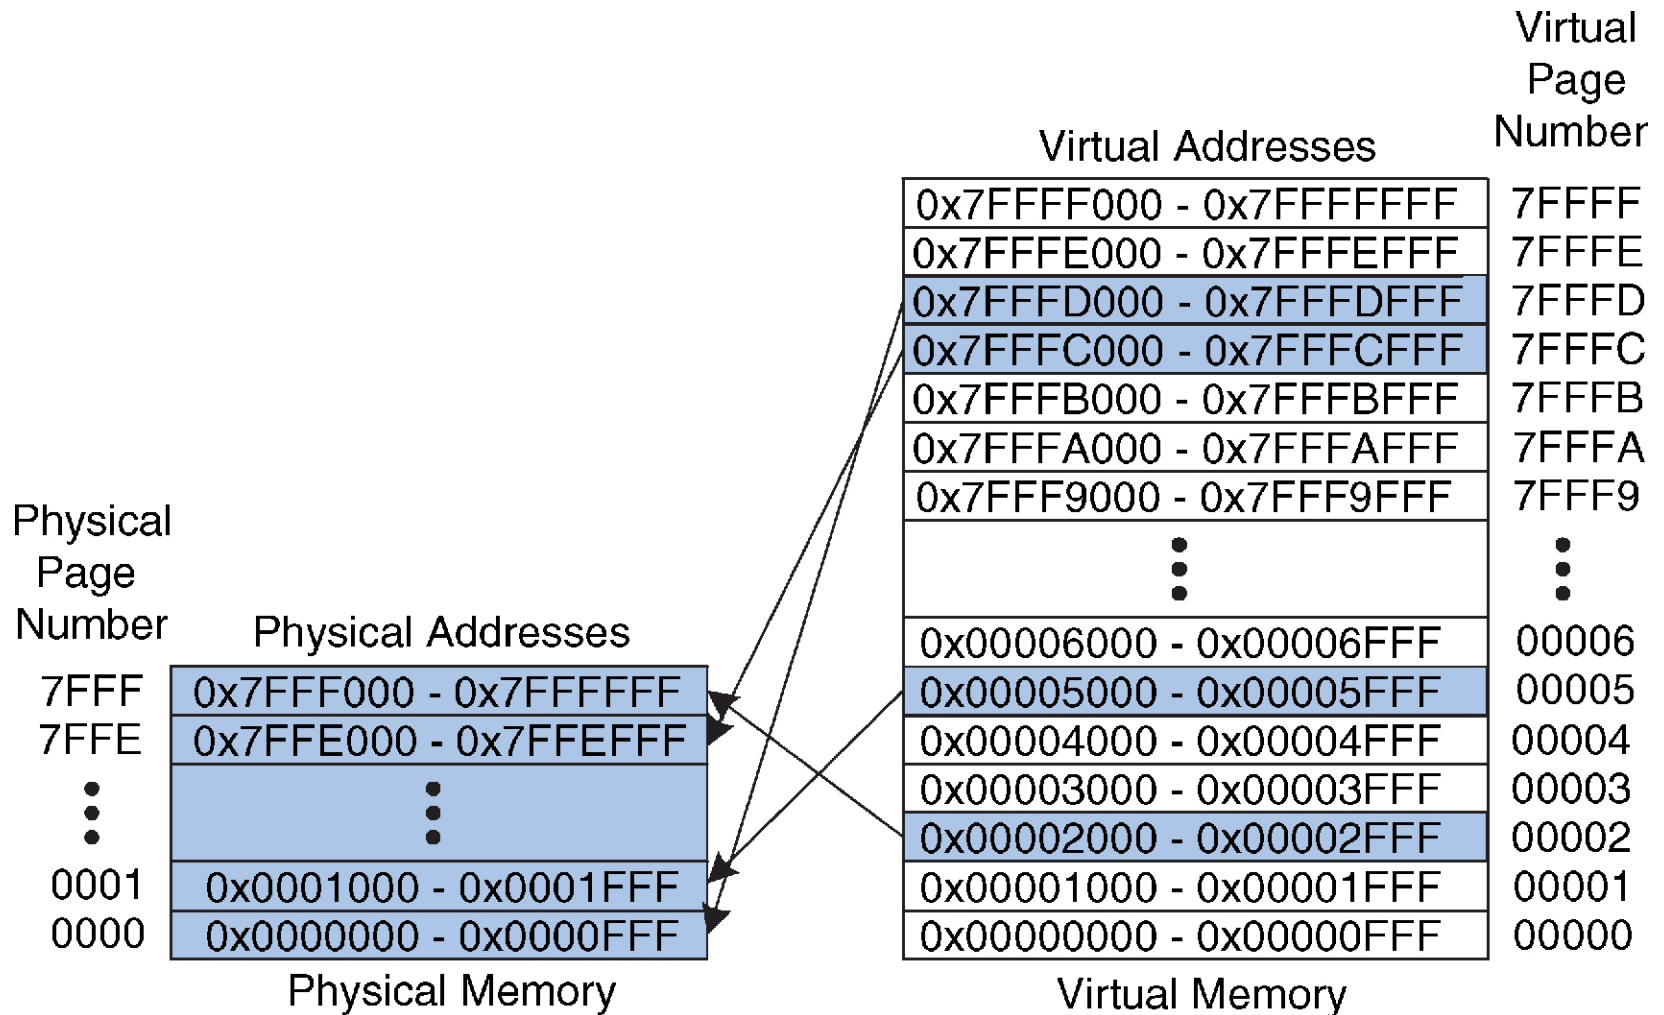 Virtual
Page
Number
Virtual Addresses
0x7FFFF000 - 0x7FFFFFFF 7FFFF
0x7FFFE000 - 0x7FFFEFFF 7FFFE
0x7FFFD000 - 0x7FFFDFFF 7FFFD
0x7FFFC000 - 0x7FFFCFFF 7FFFC
0x7FFFB000 - 0x7FFFBFFF 7FFFB
0x7FFFA000 - 0x7FFFAFFF 7FFFA
0x7FFF9000 - 0x7FFF9FFF 7FFF9
0x00006000 - 0x00006FFF 00006
0x00005000 - 0x00005FFF 00005
0x00004000 - 0x00004FFF 00004
0x00003000 - 0x00003FFF 00003
0x00002000 - 0x00002FFF 00002
0x00001000 - 0x00001FFF 00001
0x00000000 - 0x00000FFF 00000
Virtual Memory
Physical
Page
Number
Physical Addresses
7FFF 0x7FFF000 - 0x7FFFFFF
7FFE 0x7FFE000 - 0x7FFEFFF
0001 0x0001000 - 0x0001FFF
0000 0x0000000 - 0x0000FFF
Physical Memory